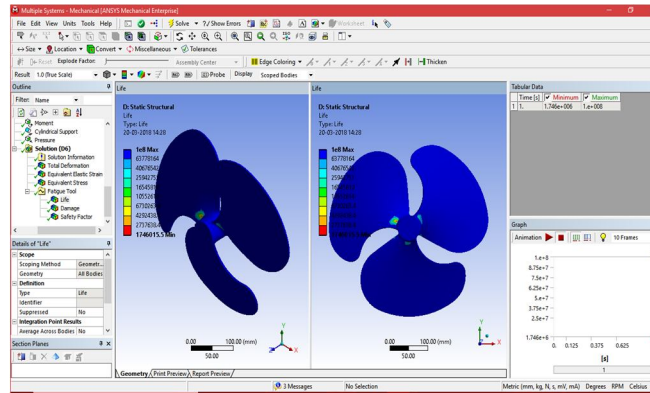 Multiple Systems - Mechanical [ANSYS Mechanical Enterprise]
File Edit View Units Tools Help Solve ?/ Show Errors Worksheet
Size Location Convert Miscellaneous Tolerances
Reset Explode Factor: Assembly Center Edge Coloring Thicken
Result 1.0 (True Scale) Probe Display Scoped Bodies
Outline
Filter: Name
Moment
Cylindrical Support
Pressure
Solution (D6)
Solution Information
Total Deformation
Equivalent Elastic Strain
Equivalent Stress
Fatigue Tool
Life
Damage
Safety Factor
Details of "Life"
Scope
Scoping Method Geometr...
Geometry All Bodies
Definition
Type Life
Identifier
Suppressed No
Integration Point Results
Average Across Bodies No
Section Planes
Life
D: Static Structural
Life
Type: Life
20-03-2018 14:28
1e8 Max
63778164
1746015.5 Min
0.00 100.00 (mm)
50.00
Y
X
Z
Life
D: Static Structural
Life
Type: Life
20-03-2018 14:28
1e8 Max
63778164
0.00 100.00 (mm)
50.00
Y
X
Geometry Print Preview Report Preview
Tabular Data
Time [s] Minimum Maximum
1 1. 1.746e+006 1.e+008
Graph
Animation 10 Frames
1.e+8
8.75e+7
7.5e+7
6.25e+7
5.e+7
3.75e+7
2.5e+7
1.746e+6
0. 0.125 0.375 0.625
[s]
1
3 Messages No Selection Metric (mm, kg, N, s, mV, mA) Degrees RPM Celsius